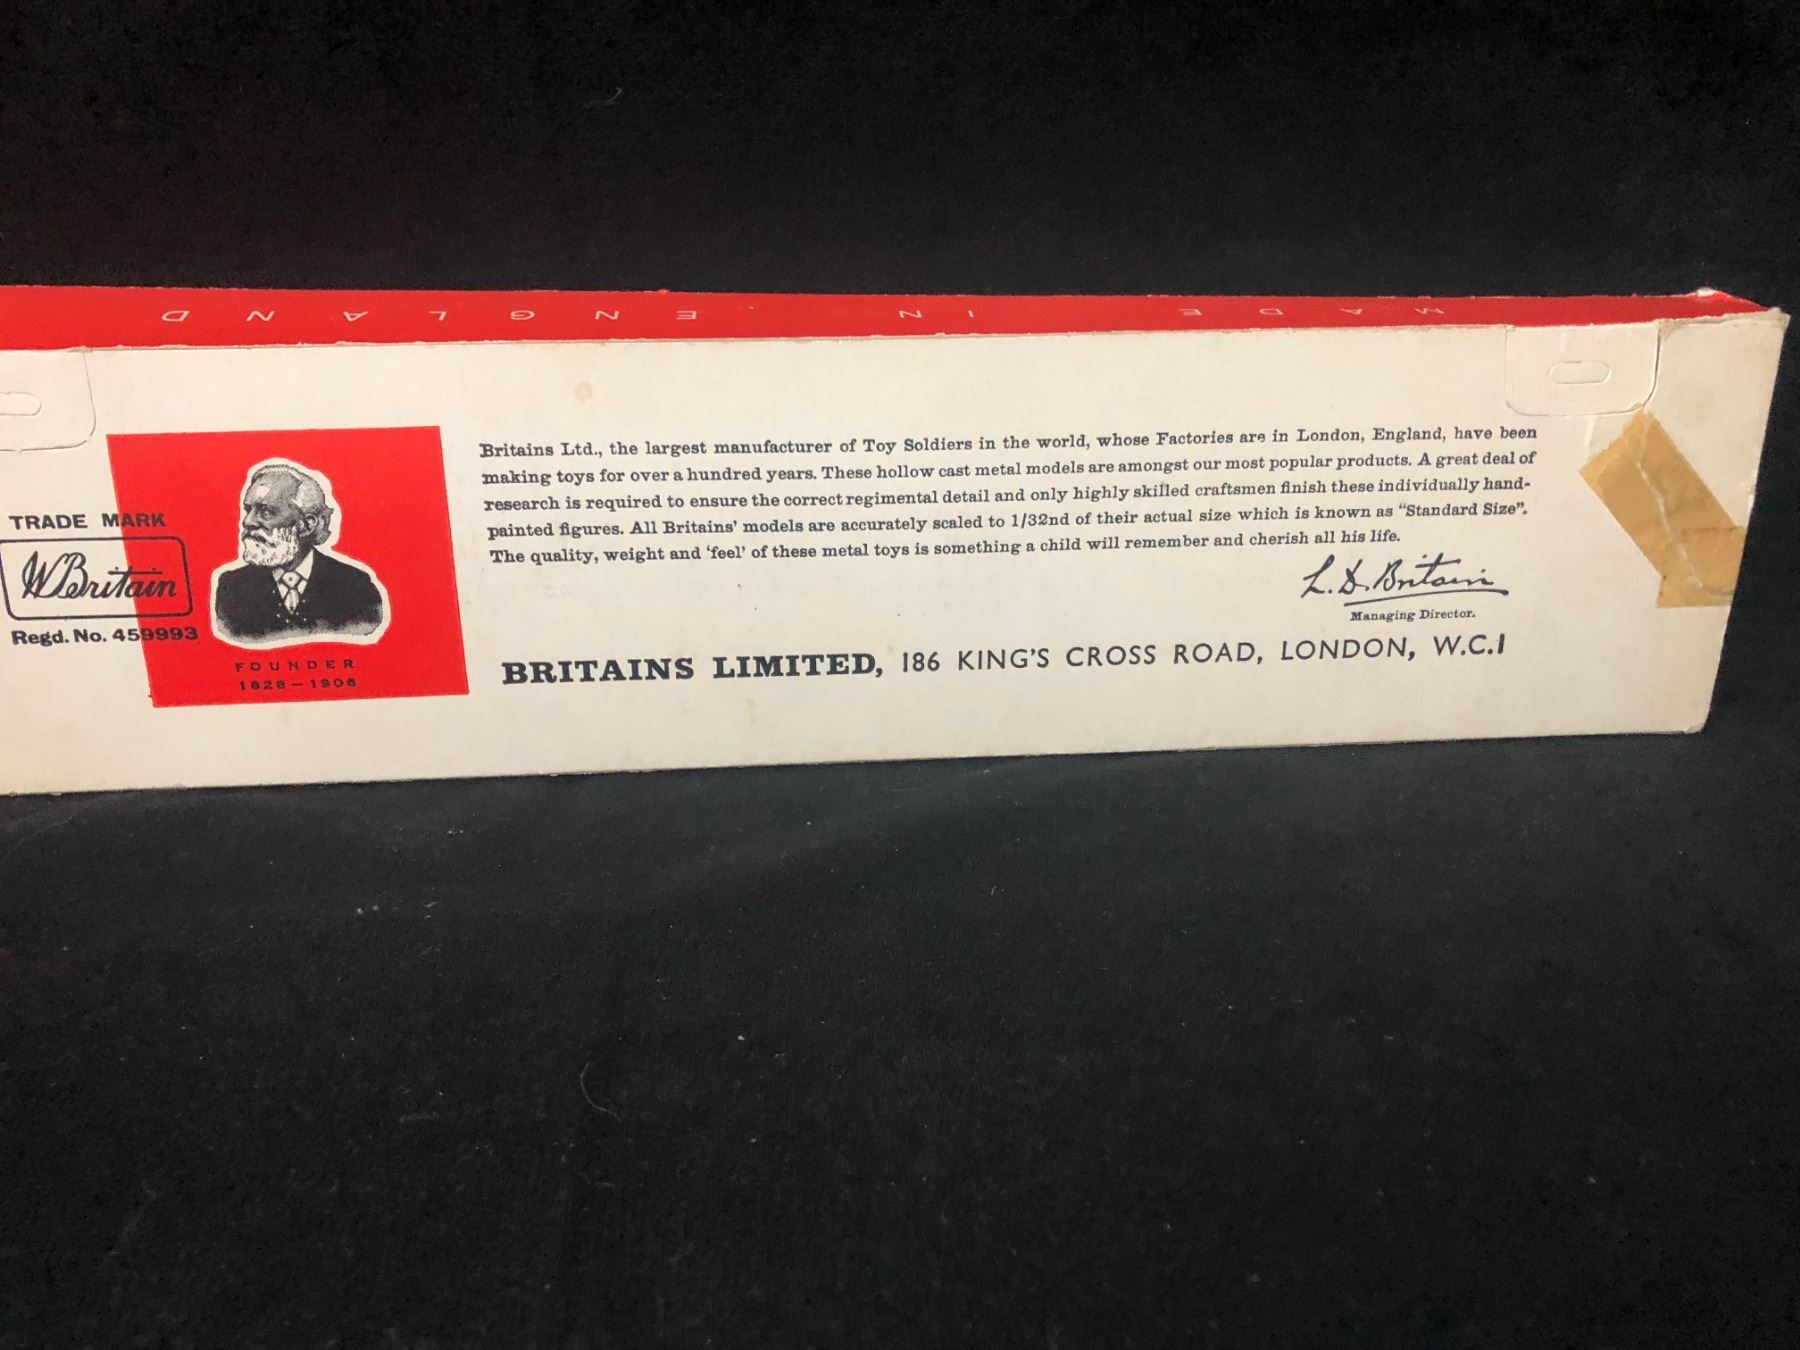 MADE IN ENGLAND
TRADE MARK
W Britain
Regd. No. 459993
FOUNDER
1828–1906
Britains Ltd., the largest manufacturer of Toy Soldiers in the world, whose Factories are in London, England, have been
making toys for over a hundred years. These hollow cast metal models are amongst our most popular products. A great deal of
research is required to ensure the correct regimental detail and only highly skilled craftsmen finish these individually hand-
painted figures. All Britains' models are accurately scaled to 1/32nd of their actual size which is known as "Standard Size".
The quality, weight and 'feel' of these metal toys is something a child will remember and cherish all his life.
L. D. Britain
Managing Director.
BRITAINS LIMITED, 186 KING'S CROSS ROAD, LONDON, W.C.1